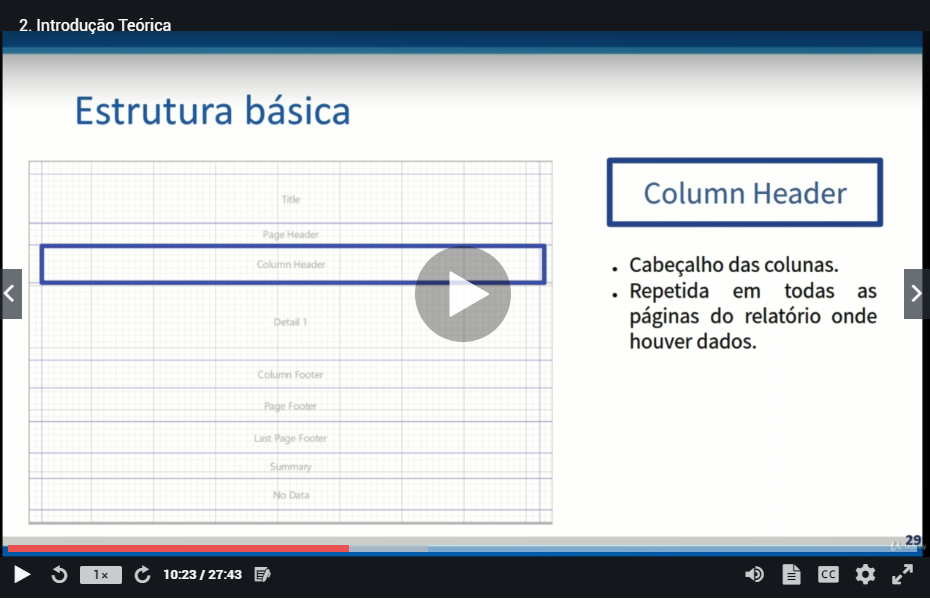 2. Introdução Teórica
Estrutura básica
Title
Page Header
Column Header
Detail 1
Column Footer
Page Footer
Last Page Footer
Summary
No Data
Column Header
• Cabeçalho das colunas.
• Repetida em todas as
páginas do relatório onde
houver dados.
29
1×
10:23 / 27:43
CC